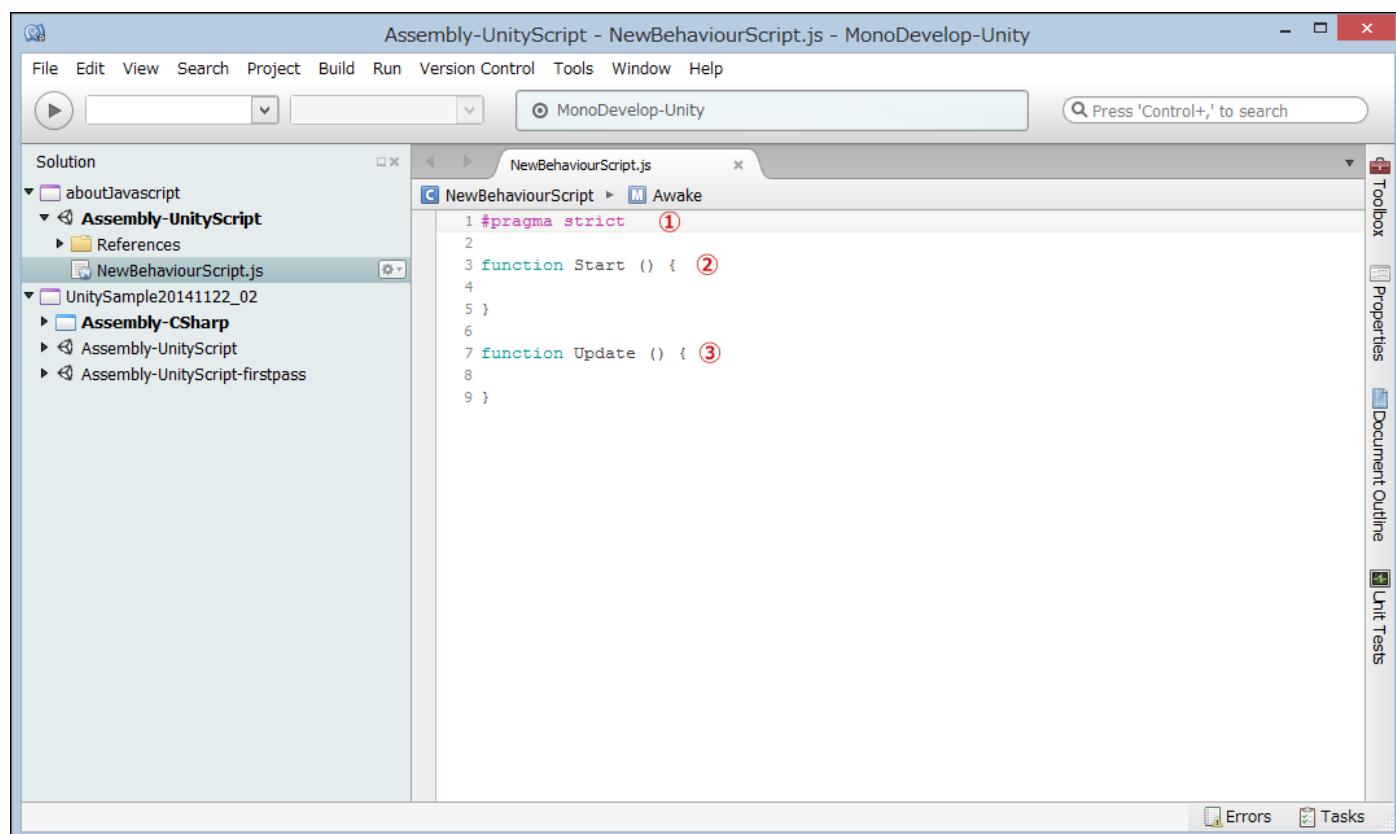 Assembly-UnityScript - NewBehaviourScript.js - MonoDevelop-Unity
File Edit View Search Project Build Run Version Control Tools Window Help
MonoDevelop-Unity
Press 'Control+,' to search
Solution
aboutJavascript
Assembly-UnityScript
References
NewBehaviourScript.js
UnitySample20141122_02
Assembly-CSharp
Assembly-UnityScript
Assembly-UnityScript-firstpass
NewBehaviourScript.js
C NewBehaviourScript M Awake
1 #pragma strict ①
2
3 function Start () { ②
4
5 }
6
7 function Update () { ③
8
9 }
Toolbox
Properties
Document Outline
Unit Tests
Errors Tasks